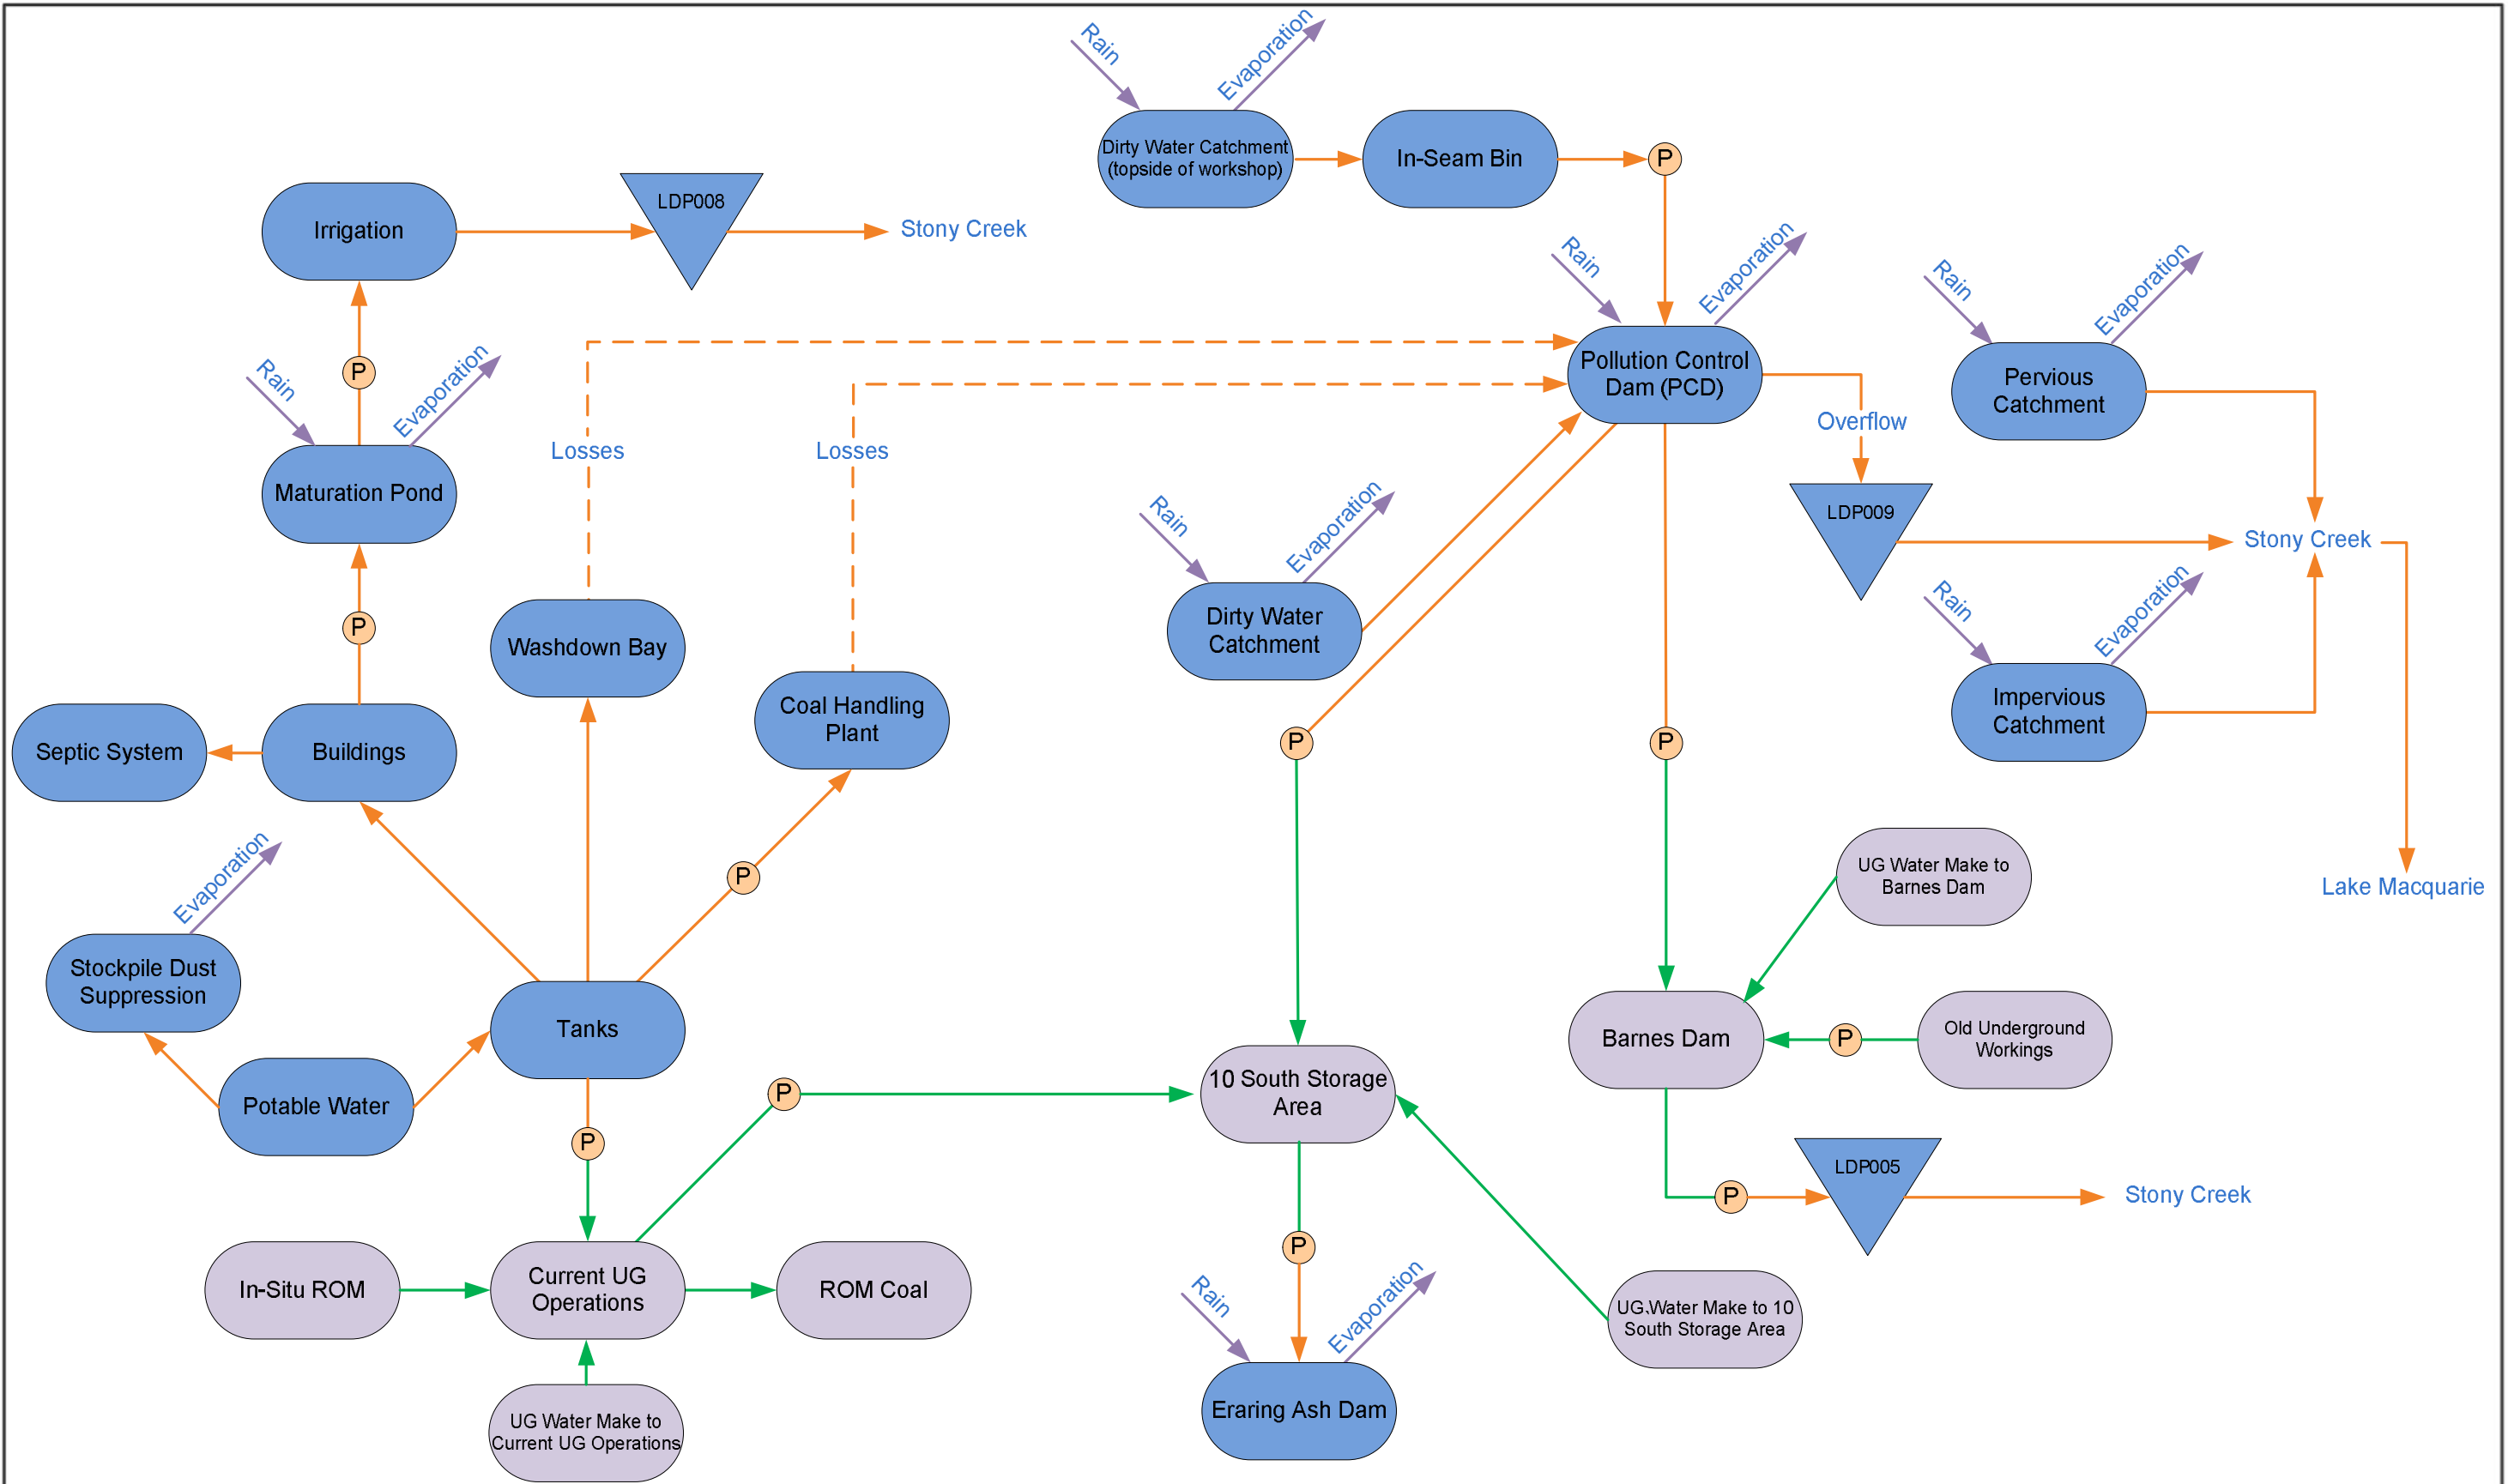 Rain
Evaporation
Dirty Water Catchment
(topside of workshop)
In-Seam Bin
P
Irrigation
LDP008
Stony Creek
Rain
Evaporation
Rain
Evaporation
Pollution Control
Dam (PCD)
Pervious
Catchment
P
Rain
Evaporation
Overflow
Losses
Losses
Maturation Pond
Rain
Evaporation
LDP009
Stony Creek
P
Washdown Bay
Dirty Water
Catchment
Rain
Evaporation
Coal Handling
Plant
Impervious
Catchment
Septic System
Buildings
P
P
Evaporation
P
UG Water Make to
Barnes Dam
Lake Macquarie
Stockpile Dust
Suppression
Tanks
Barnes Dam
P
Old Underground
Workings
Potable Water
P
10 South Storage
Area
P
P
LDP005
Stony Creek
In-Situ ROM
Current UG
Operations
ROM Coal
P
Rain
Evaporation
UG.Water Make to 10
South Storage Area
UG Water Make to
Current UG Operations
Eraring Ash Dam